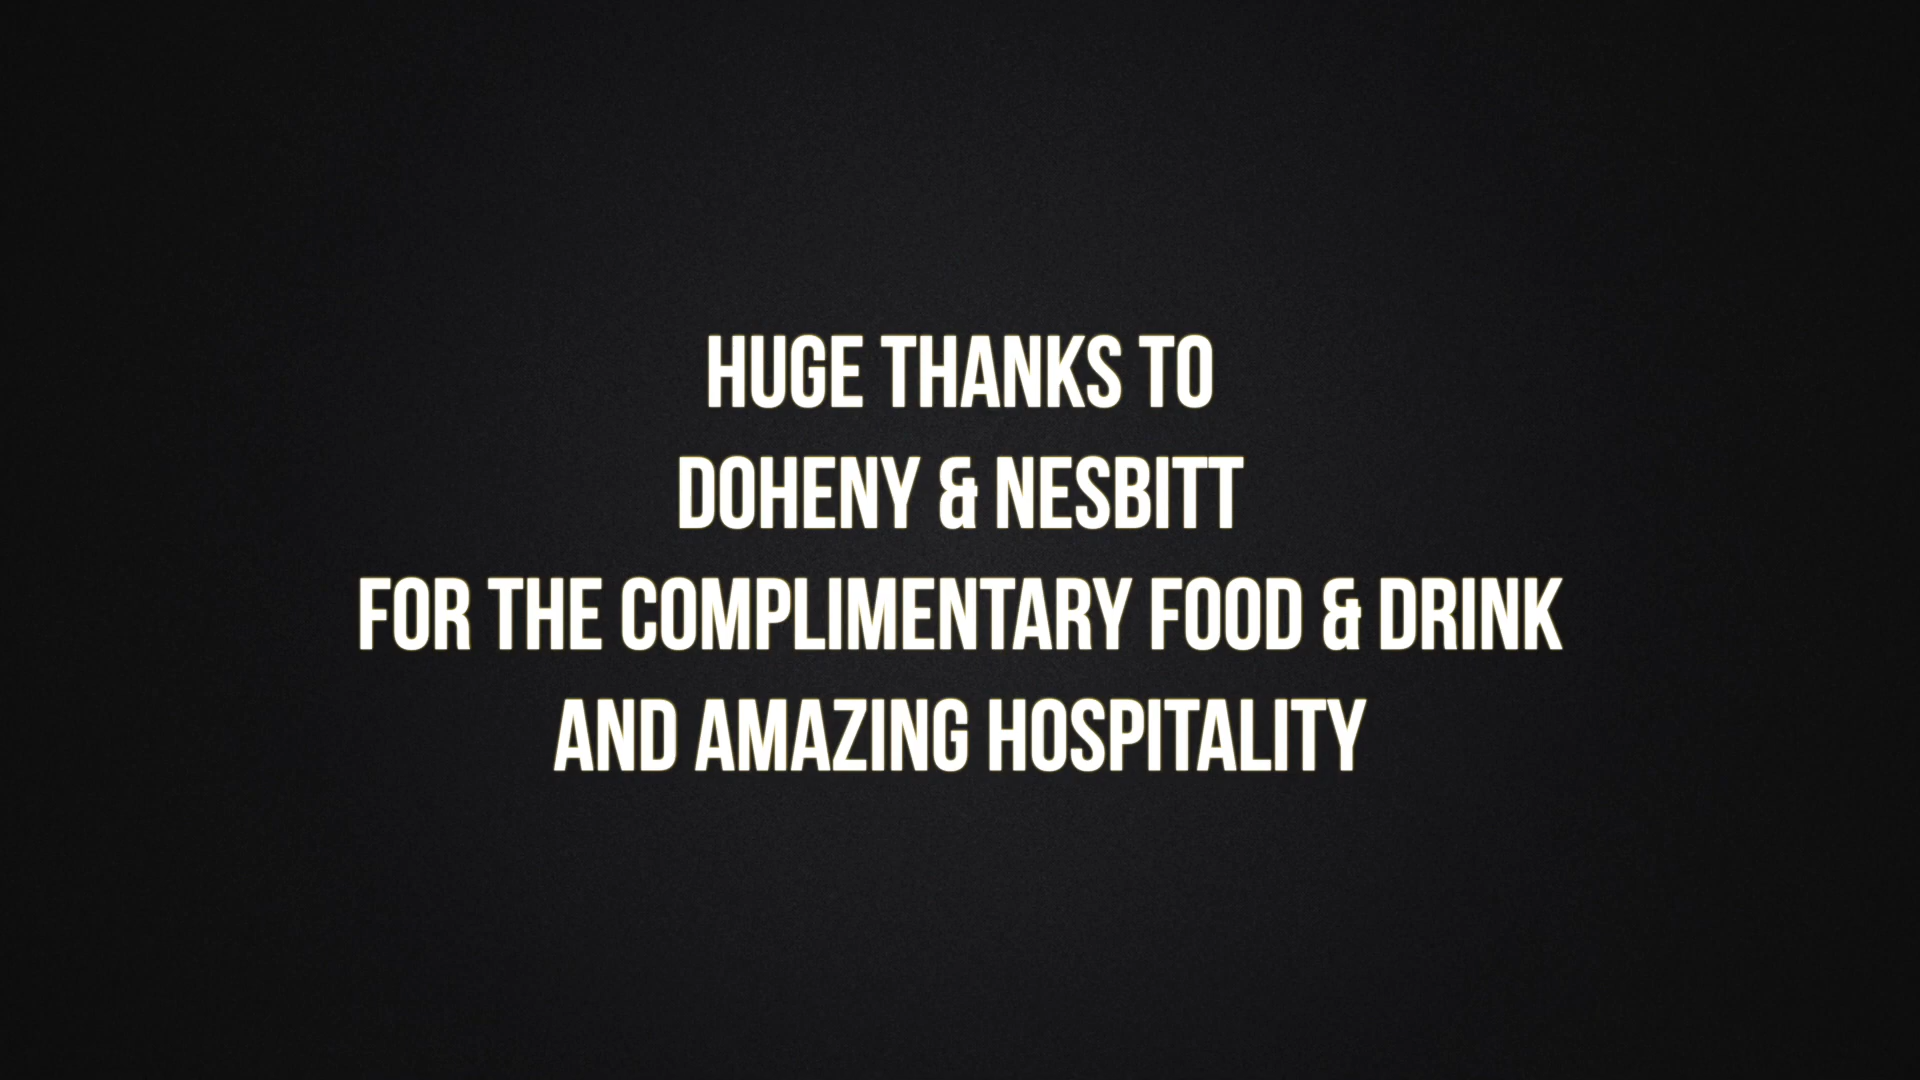 HUGE THANKS TO
DOHENY & NESBITT
FOR THE COMPLIMENTARY FOOD & DRINK
AND AMAZING HOSPITALITY